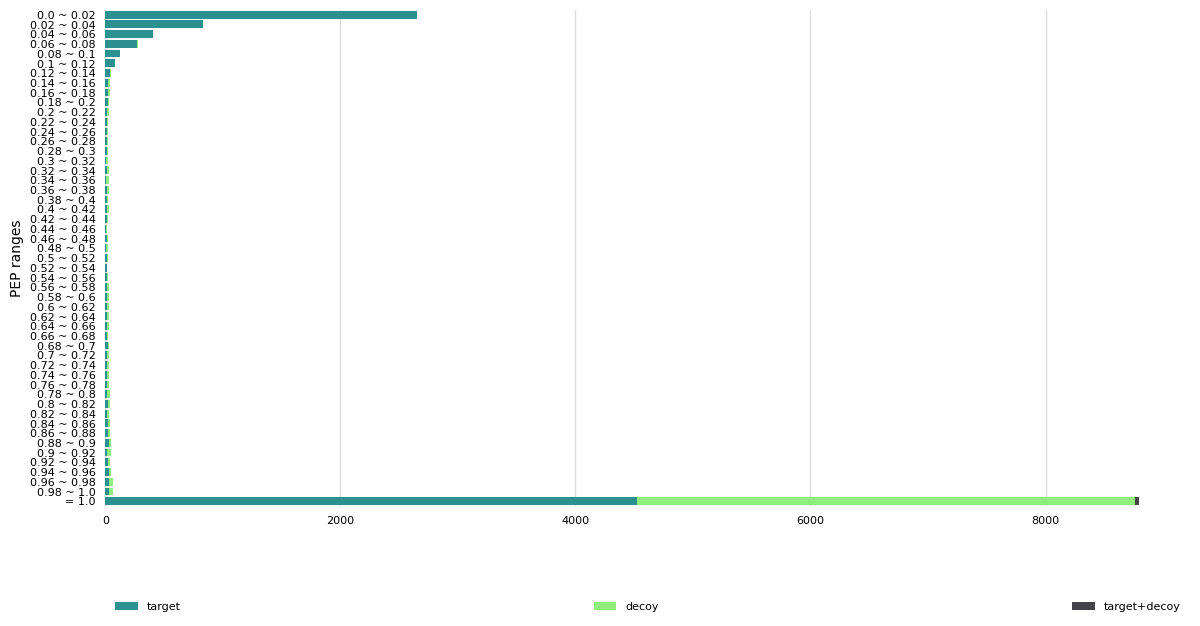 0.0 ~ 0.02
0.02 ~ 0.04
0.04 ~ 0.06
0.06 ~ 0.08
0.08 ~ 0.1
0.1 ~ 0.12
0.12 ~ 0.14
0.14 ~ 0.16
0.16 ~ 0.18
0.18 ~ 0.2
0.2 ~ 0.22
0.22 ~ 0.24
0.24 ~ 0.26
0.26 ~ 0.28
0.28 ~ 0.3
0.3 ~ 0.32
0.32 ~ 0.34
0.34 ~ 0.36
0.36 ~ 0.38
0.38 ~ 0.4
0.4 ~ 0.42
0.42 ~ 0.44
0.44 ~ 0.46
0.46 ~ 0.48
0.48 ~ 0.5
0.5 ~ 0.52
0.52 ~ 0.54
0.54 ~ 0.56
0.56 ~ 0.58
0.58 ~ 0.6
0.6 ~ 0.62
0.62 ~ 0.64
0.64 ~ 0.66
0.66 ~ 0.68
0.68 ~ 0.7
0.7 ~ 0.72
0.72 ~ 0.74
0.74 ~ 0.76
0.76 ~ 0.78
0.78 ~ 0.8
0.8 ~ 0.82
0.82 ~ 0.84
0.84 ~ 0.86
0.86 ~ 0.88
0.88 ~ 0.9
0.9 ~ 0.92
0.92 ~ 0.94
0.94 ~ 0.96
0.96 ~ 0.98
0.98 ~ 1.0
= 1.0
PEP ranges
0 2000 4000 6000 8000
target decoy target+decoy